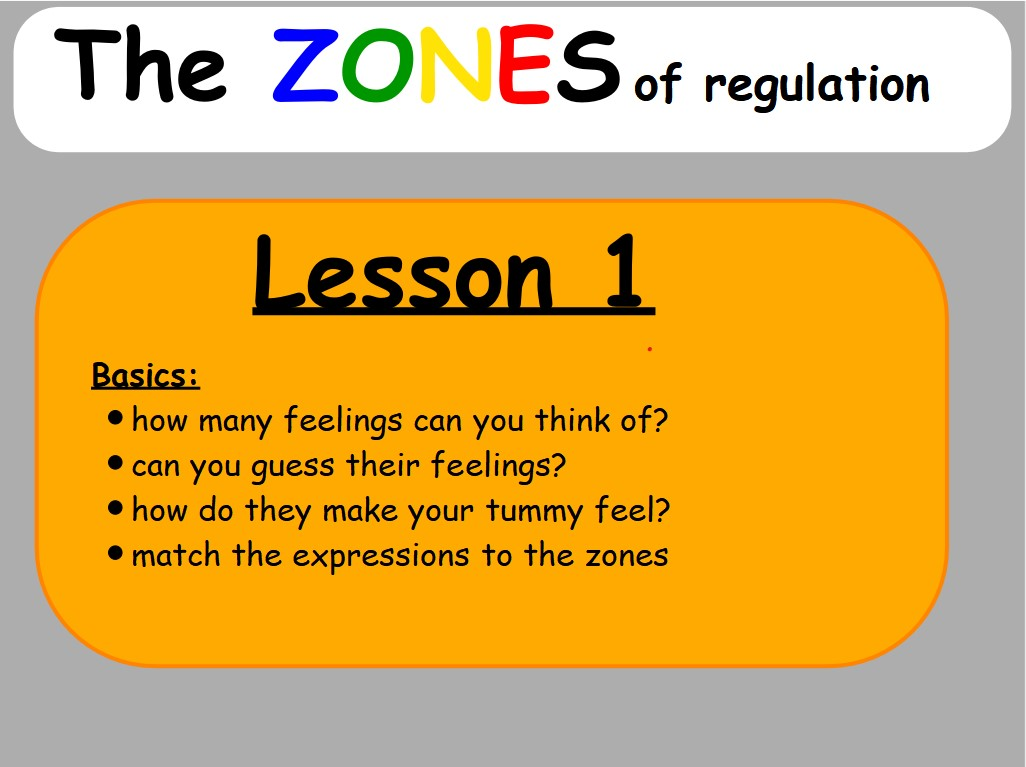 The ZONES of regulation
Lesson 1
Basics:
• how many feelings can you think of?
• can you guess their feelings?
• how do they make your tummy feel?
• match the expressions to the zones